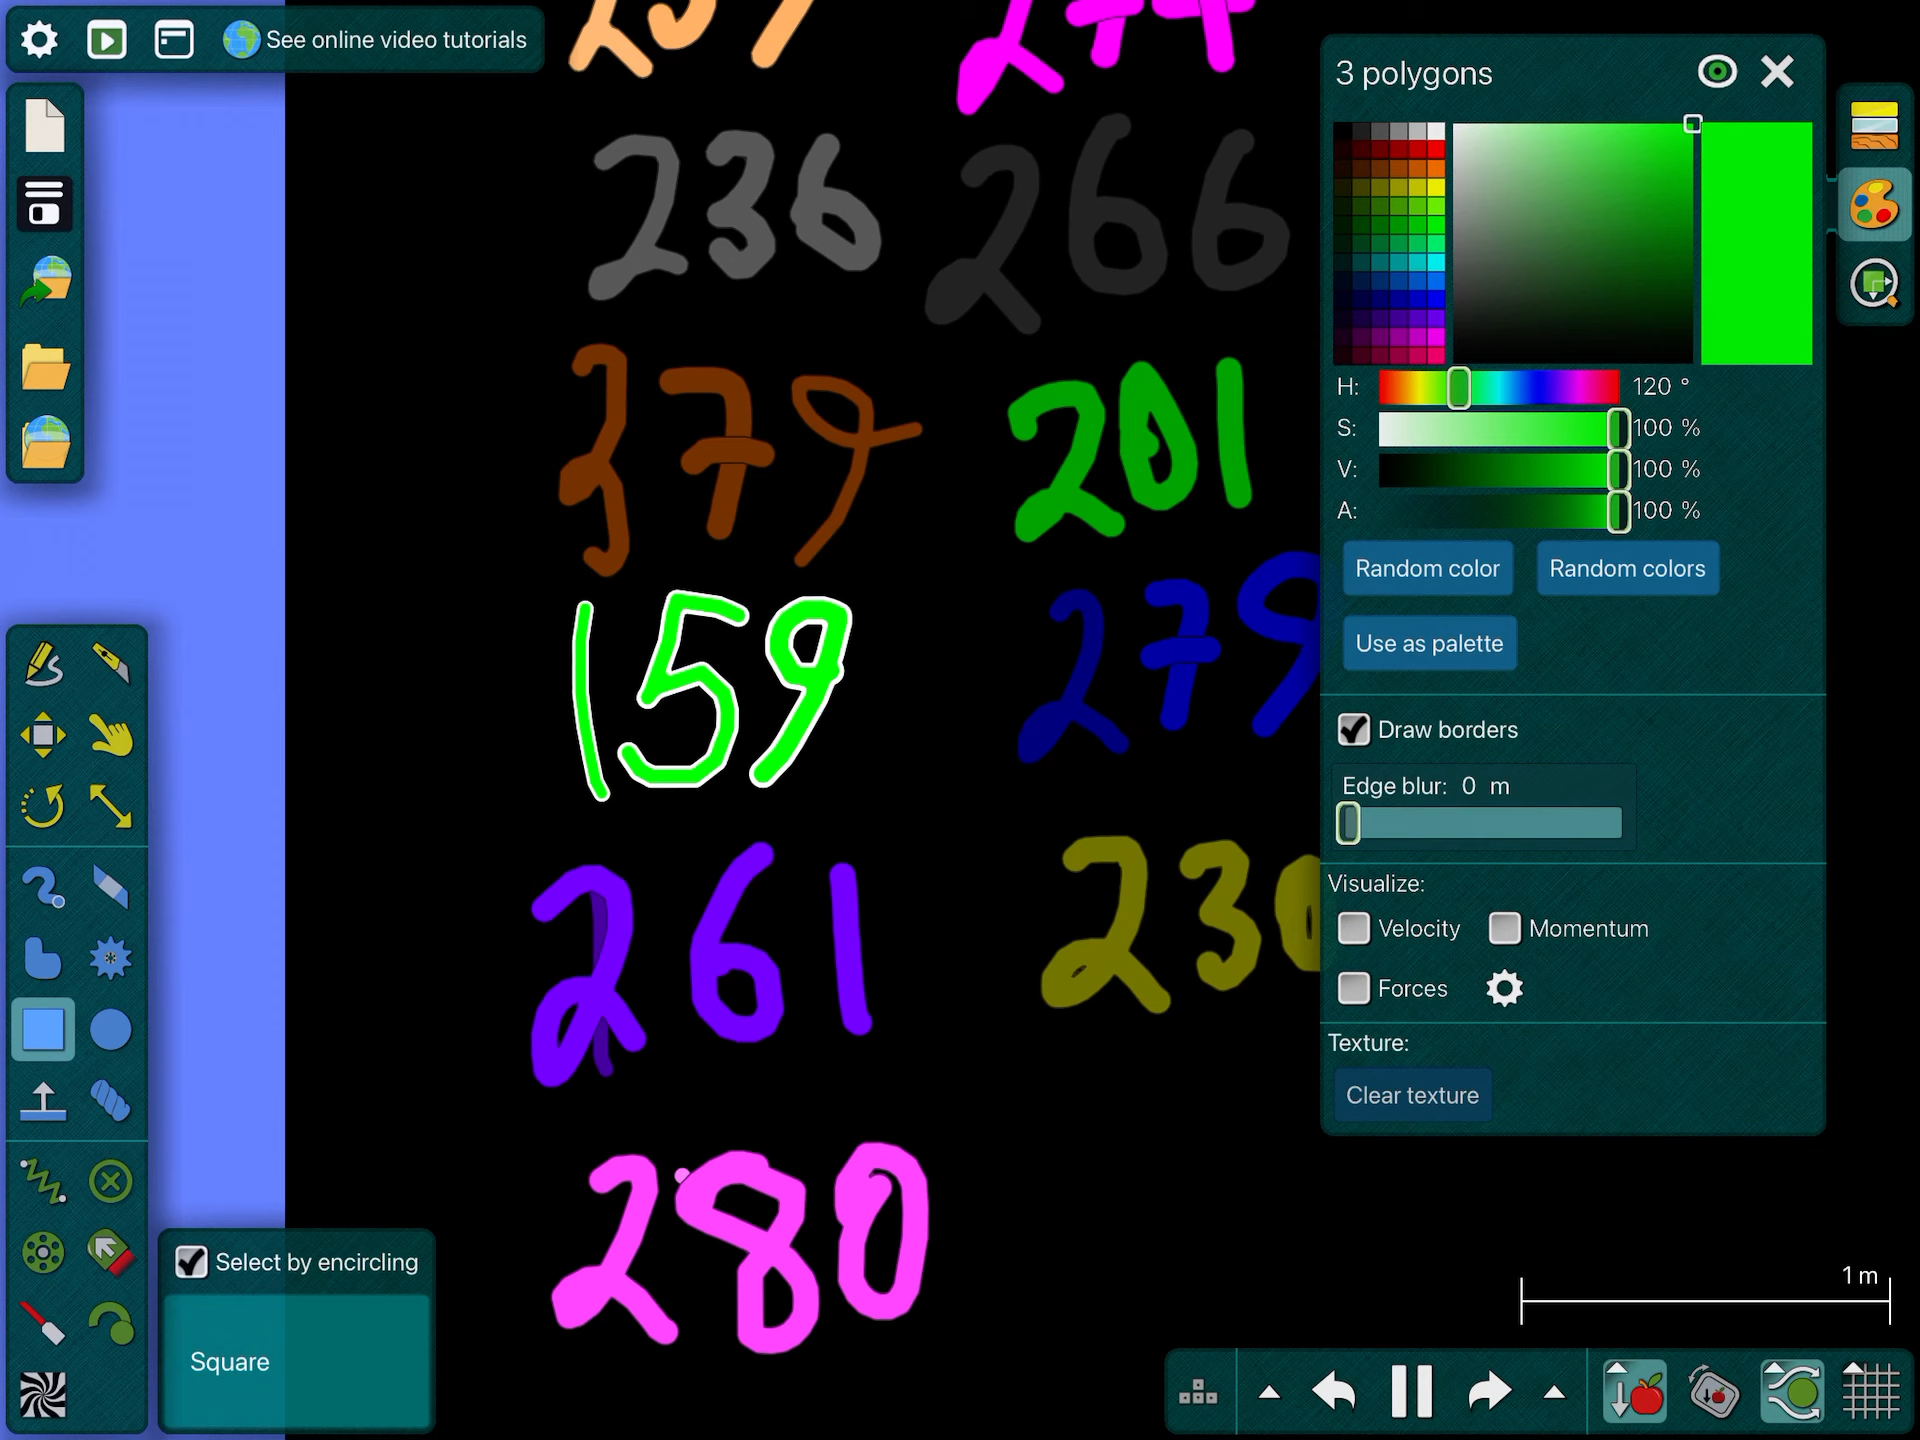 See online video tutorials
3 polygons
236 266
379 201
159 279
261 230
280
H: 120 °
S: 100 %
V: 100 %
A: 100 %
Random color Random colors
Use as palette
Draw borders
Edge blur: 0 m
Visualize:
Velocity Momentum
Forces
Texture:
Clear texture
Select by encircling
Square
1 m